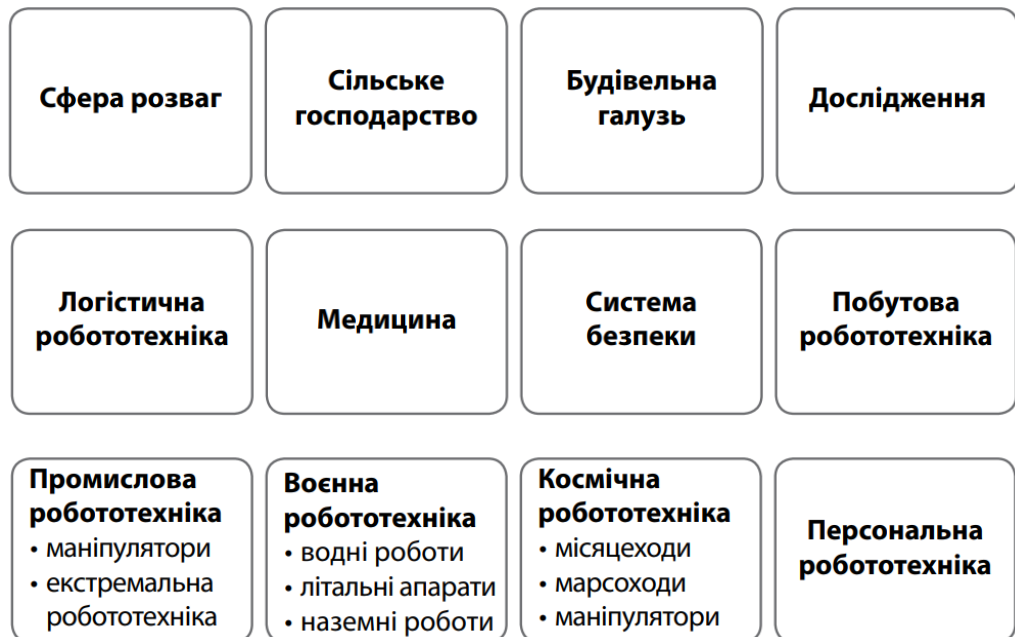 Сфера розваг
Сільське
господарство
Будівельна
галузь
Дослідження
Логістична
робототехніка
Медицина
Система
безпеки
Побутова
робототехніка
Промислова
робототехніка
• маніпулятори
• екстремальна
робототехніка
Воєнна
робототехніка
• водні роботи
• літальні апарати
• наземні роботи
Космічна
робототехніка
• місяцеходи
• марсоходи
• маніпулятори
Персональна
робототехніка